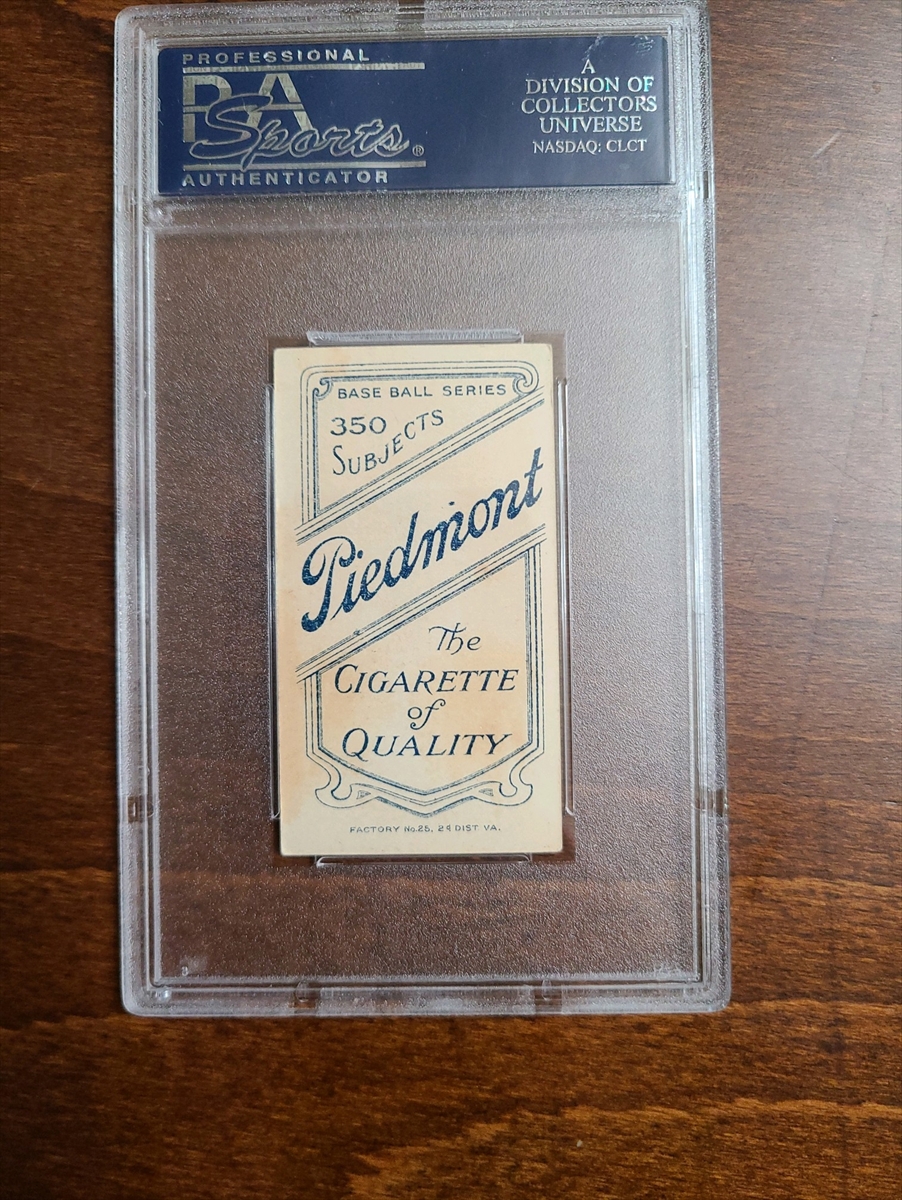 PROFESSIONAL
PSA
Sports®
AUTHENTICATOR
A
DIVISION OF
COLLECTORS
UNIVERSE
NASDAQ: CLCT
BASE BALL SERIES
350
SUBJECTS
Piedmont
The
CIGARETTE
of
QUALITY
FACTORY No.25, 2d DIST VA.